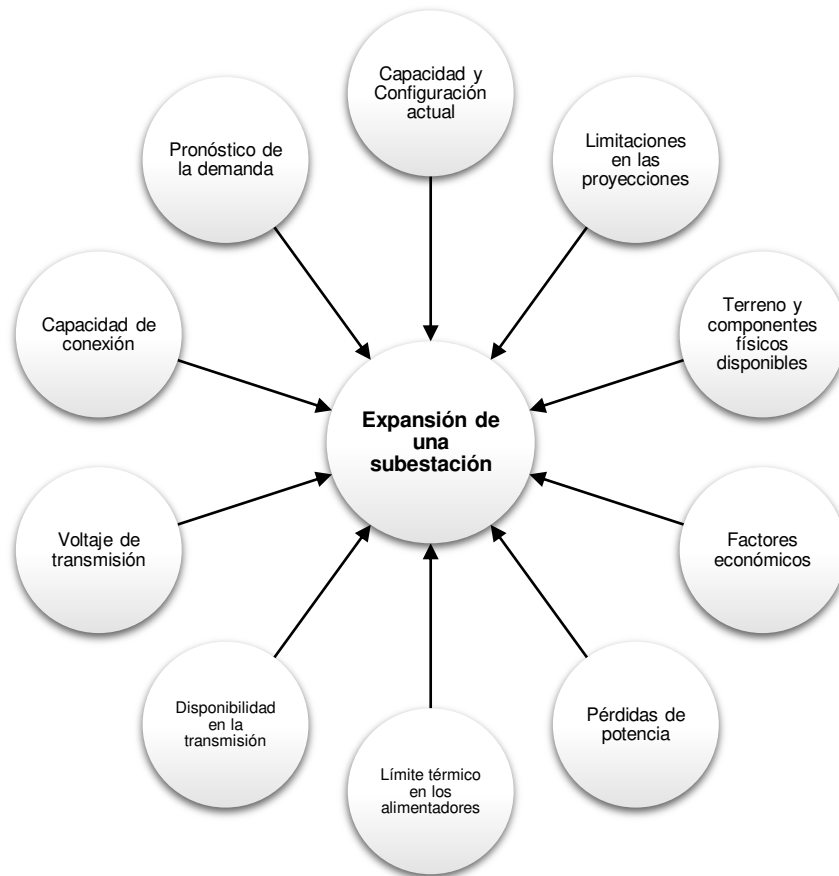 Capacidad y
Configuración
actual
Pronóstico de
la demanda
Limitaciones
en las
proyecciones
Capacidad de
conexión
Terreno y
componentes
físicos
disponibles
Expansión de
una
subestación
Voltaje de
transmisión
Factores
económicos
Disponibilidad en la
transmisión
Pérdidas de
potencia
Límite térmico
en los
alimentadores